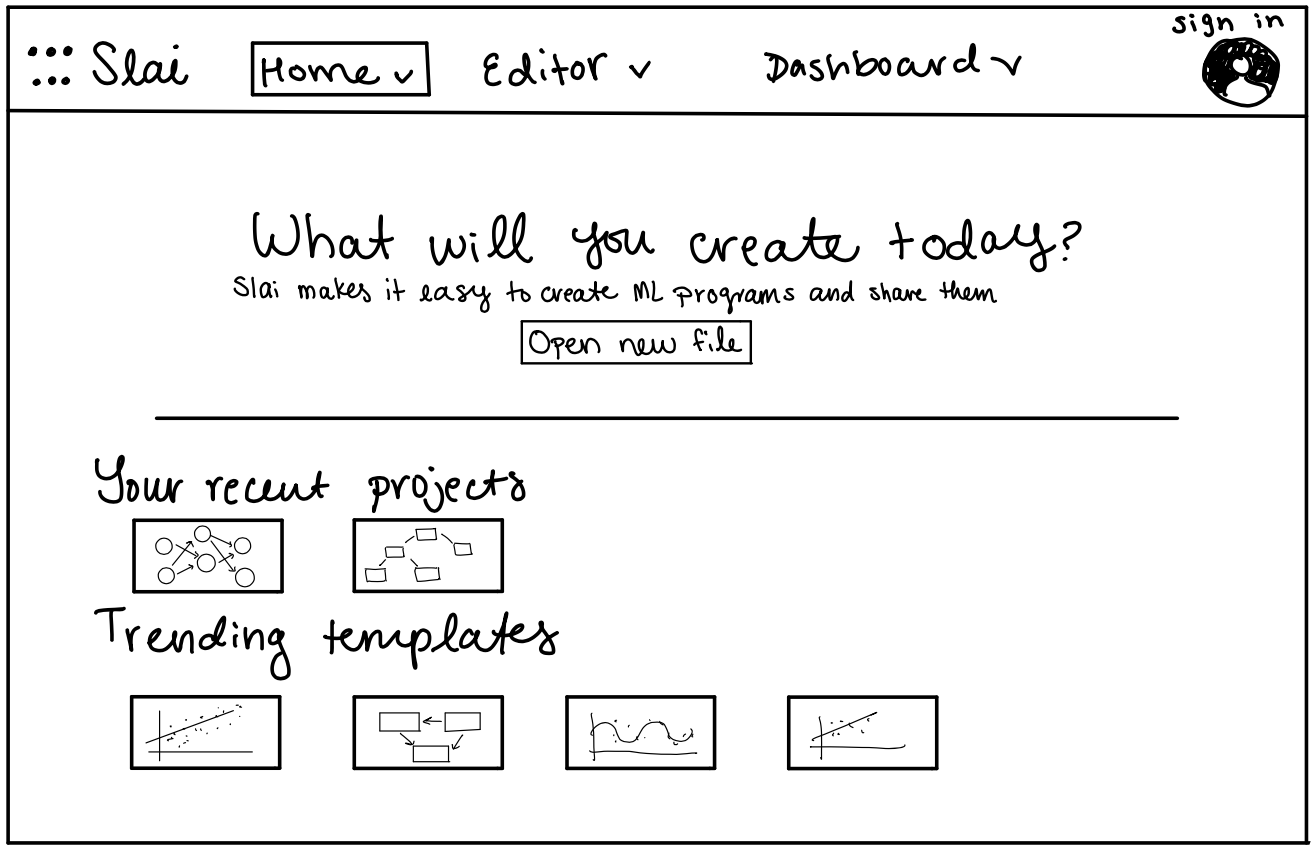 sign in
Slai Home Editor Dashboard
What will you create today?
Slai makes it easy to create ML programs and share them
Open new file
Your recent projects
Trending templates